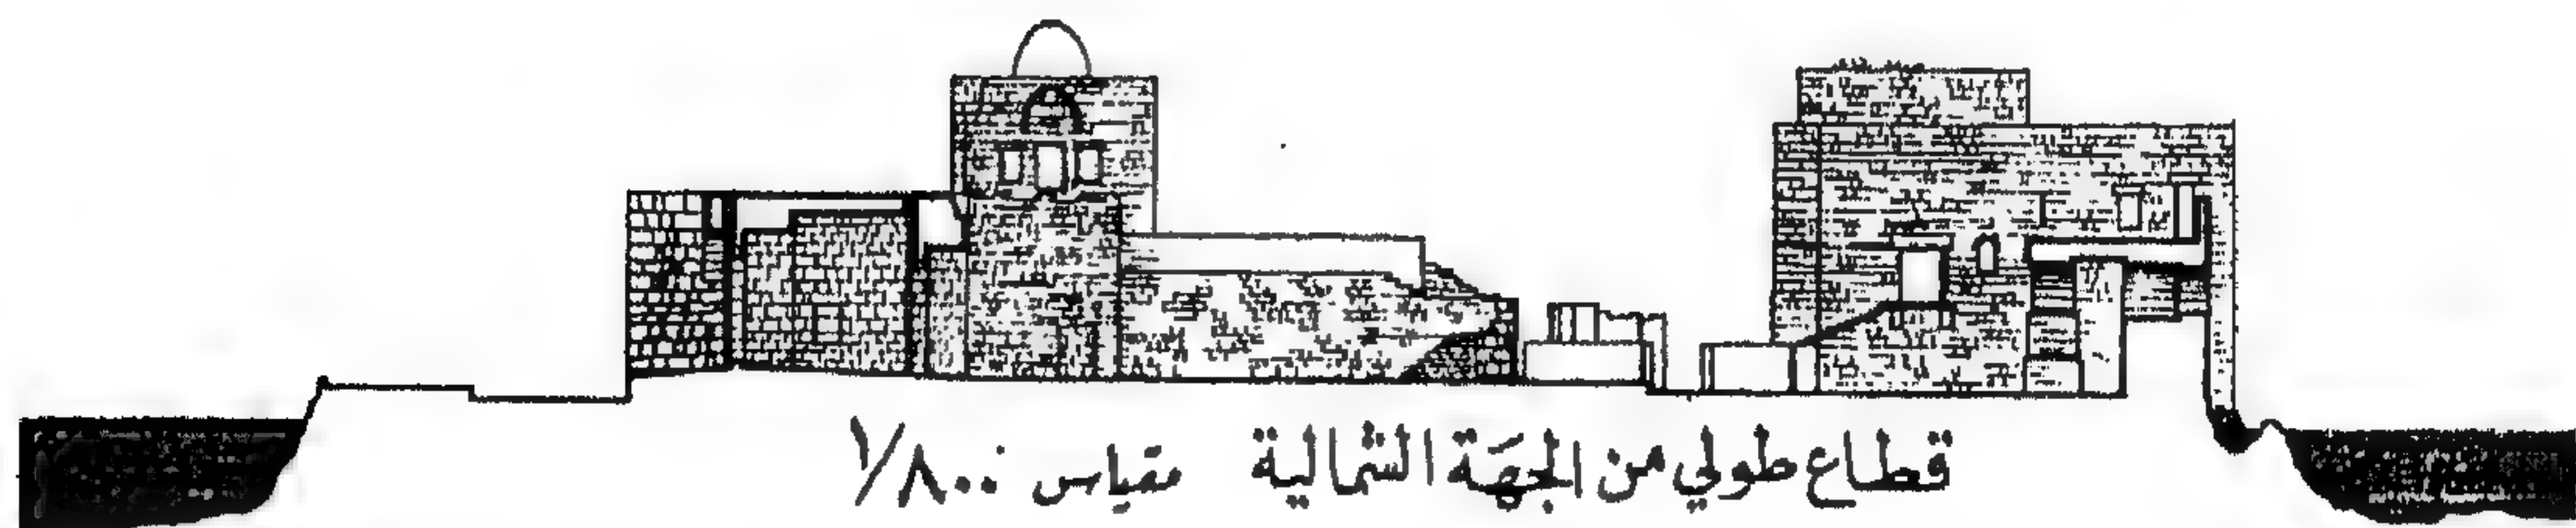 قطاع طولي من الجهة الشمالية مقياس ١/٨٠٠